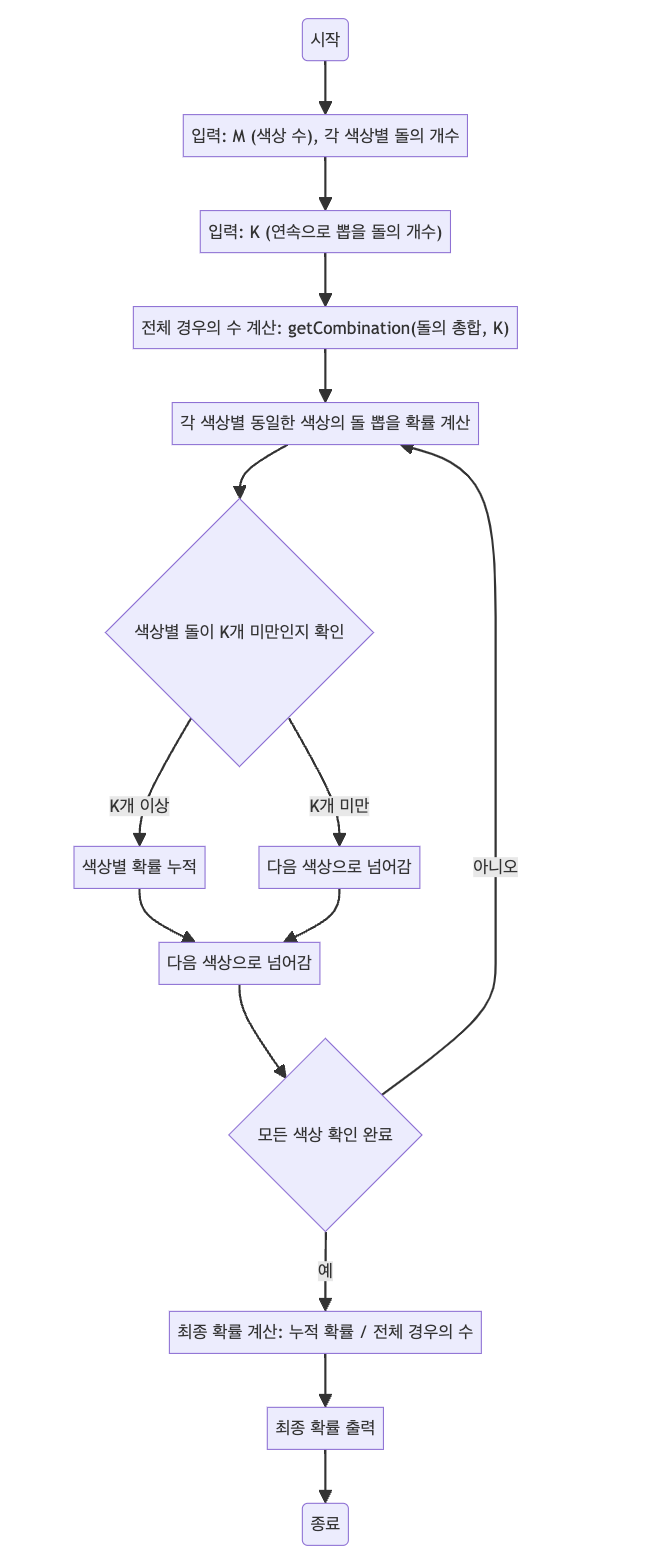 시작
입력: M (색상 수), 각 색상별 돌의 개수
입력: K (연속으로 뽑을 돌의 개수)
전체 경우의 수 계산: getCombination(돌의 총합, K)
각 색상별 동일한 색상의 돌 뽑을 확률 계산
색상별 돌이 K개 미만인지 확인
K개 이상
K개 미만
색상별 확률 누적
다음 색상으로 넘어감
아니오
다음 색상으로 넘어감
모든 색상 확인 완료
예
최종 확률 계산: 누적 확률 / 전체 경우의 수
최종 확률 출력
종료